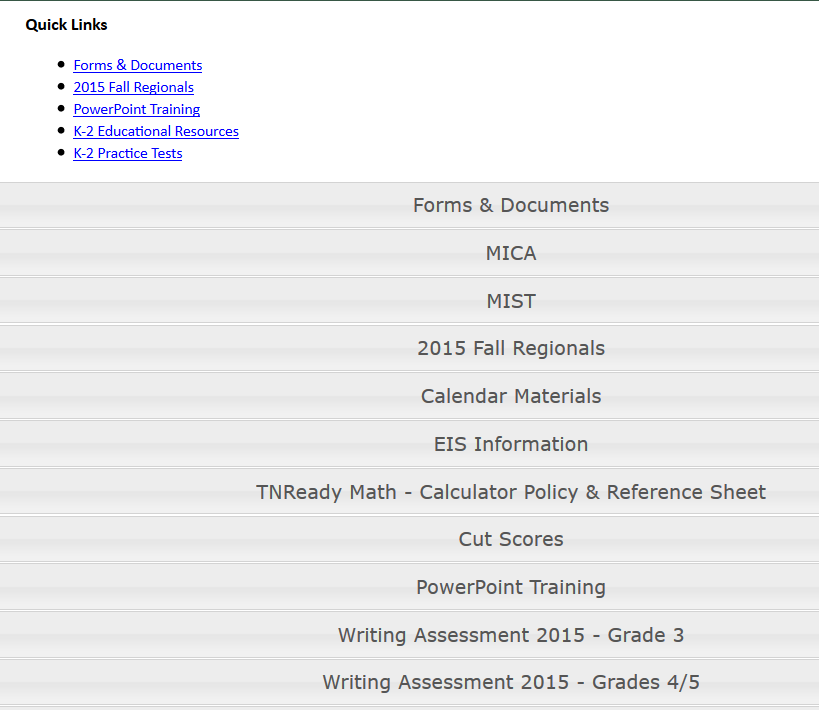 Quick Links
Forms & Documents
2015 Fall Regionals
PowerPoint Training
K-2 Educational Resources
K-2 Practice Tests
Forms & Documents
MICA
MIST
2015 Fall Regionals
Calendar Materials
EIS Information
TNReady Math - Calculator Policy & Reference Sheet
Cut Scores
PowerPoint Training
Writing Assessment 2015 - Grade 3
Writing Assessment 2015 - Grades 4/5